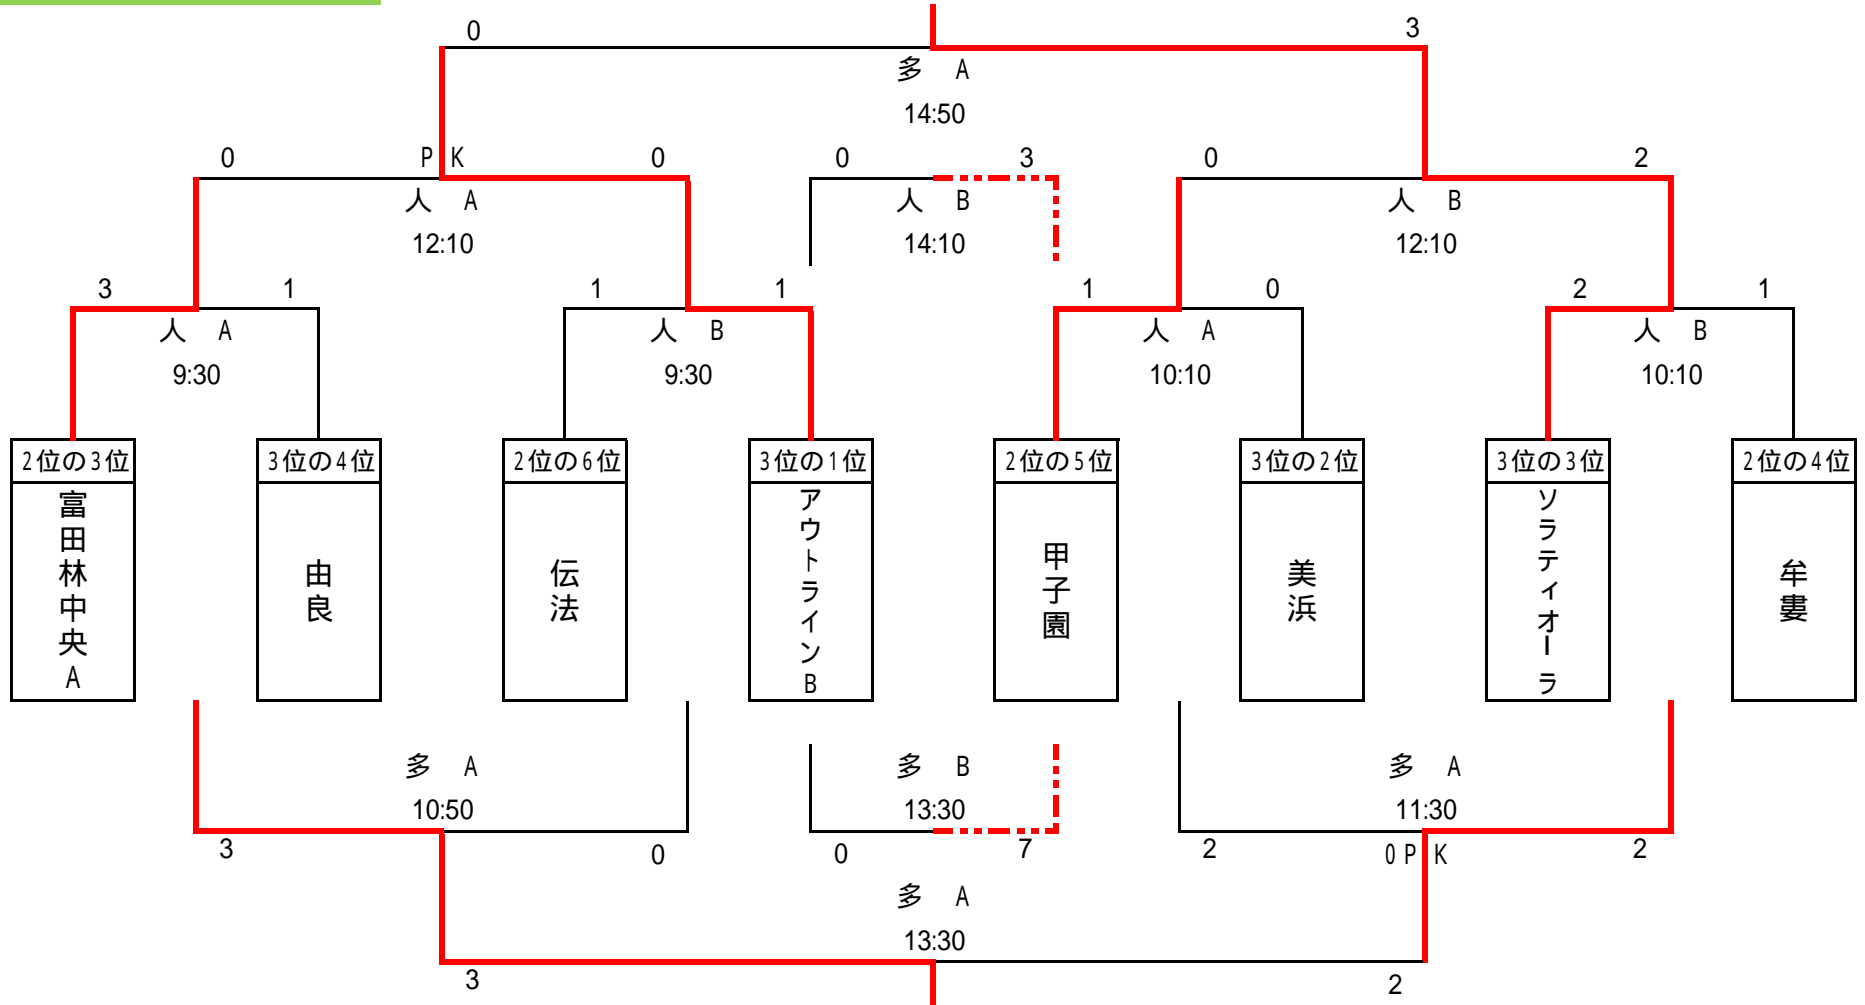 0 3
多 A
14:50
0 P K 0 0 3 0 2
人 A 人 B 人 B
12:10 14:10 12:10
3 1 1 1 1 0 2 1
人 A 人 B 人 A 人 B
9:30 9:30 10:10 10:10
2位の3位 3位の4位 2位の6位 3位の1位 2位の5位 3位の2位 3位の3位 2位の4位
富田林中央A
由良
伝法
アウトラインB
甲子園
美浜
ソラティオーラ
牟婁
多 A 多 B 多 A
10:50 13:30 11:30
3 0 0 7 2 0 P K 2
多 A
13:30
3 2